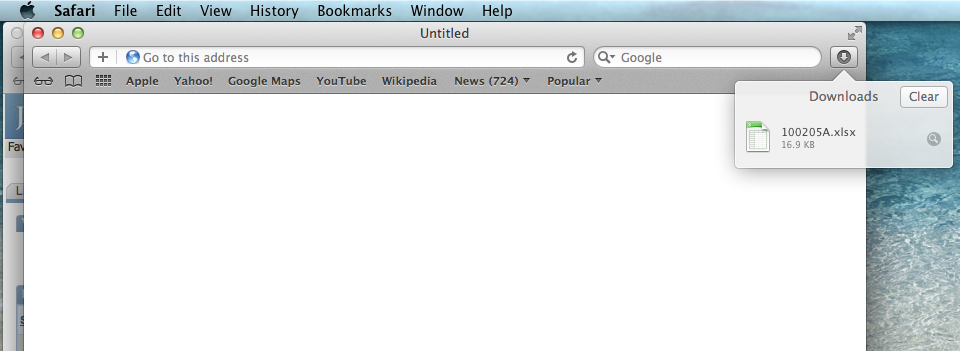 Safari File Edit View History Bookmarks Window Help
Untitled
Go to this address
Google
Apple Yahoo! Google Maps YouTube Wikipedia News (724) Popular
Downloads Clear
100205A.xlsx
16.9 KB
J
Fav
L